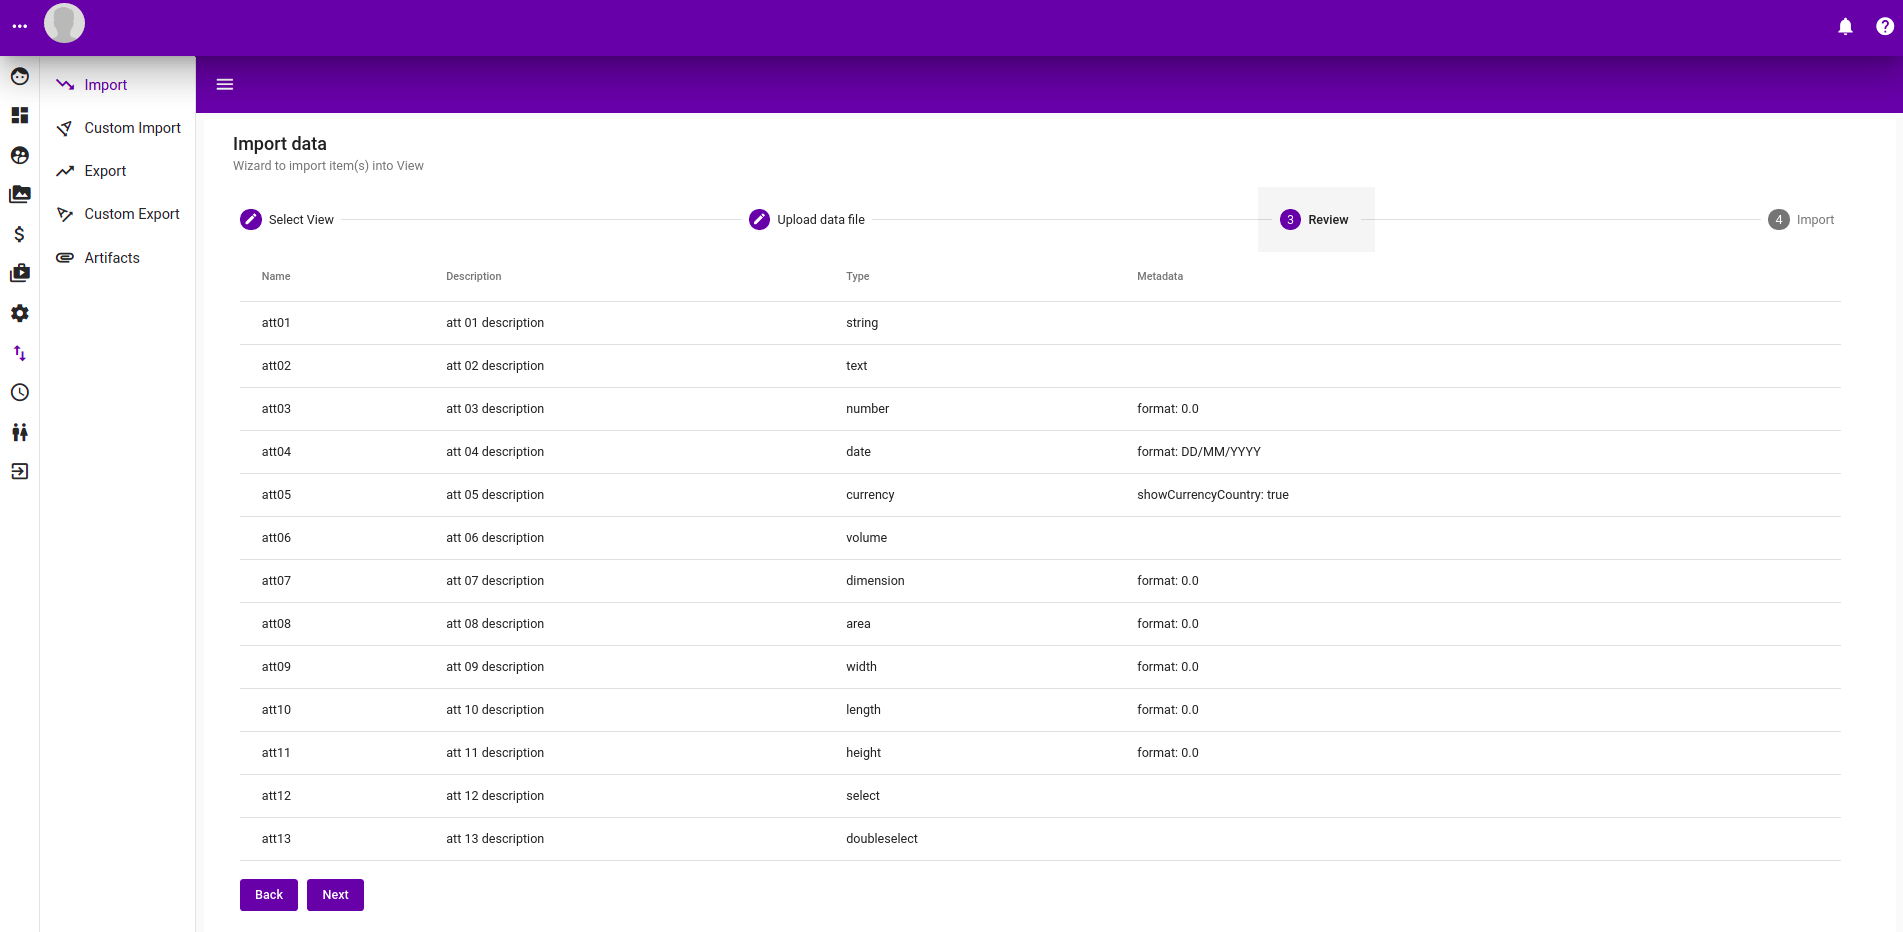 Import
Custom Import
Export
Custom Export
Artifacts
Import data
Wizard to import item(s) into View
Select View Upload data file 3 Review 4 Import
Name Description Type Metadata
att01 att 01 description string
att02 att 02 description text
att03 att 03 description number format: 0.0
att04 att 04 description date format: DD/MM/YYYY
att05 att 05 description currency showCurrencyCountry: true
att06 att 06 description volume
att07 att 07 description dimension format: 0.0
att08 att 08 description area format: 0.0
att09 att 09 description width format: 0.0
att10 att 10 description length format: 0.0
att11 att 11 description height format: 0.0
att12 att 12 description select
att13 att 13 description doubleselect
Back Next